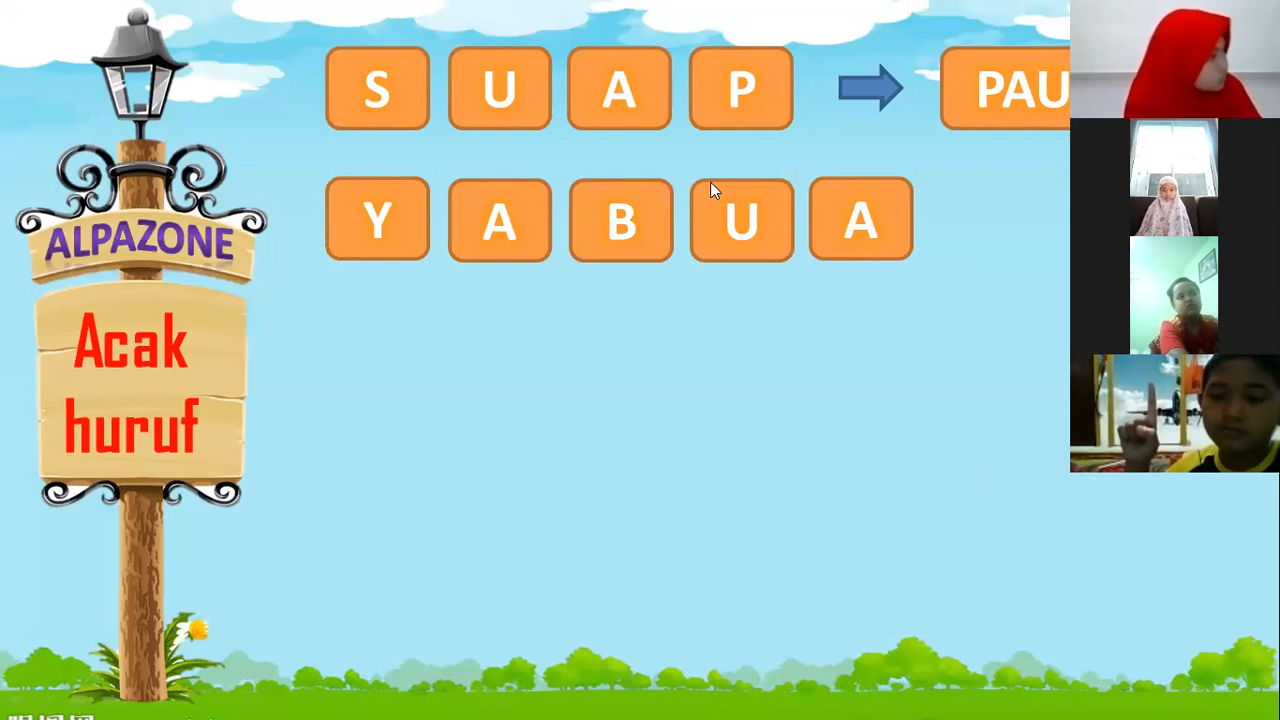 S U A P PAU
Y A B U A
ALPAZONE
Acak
huruf